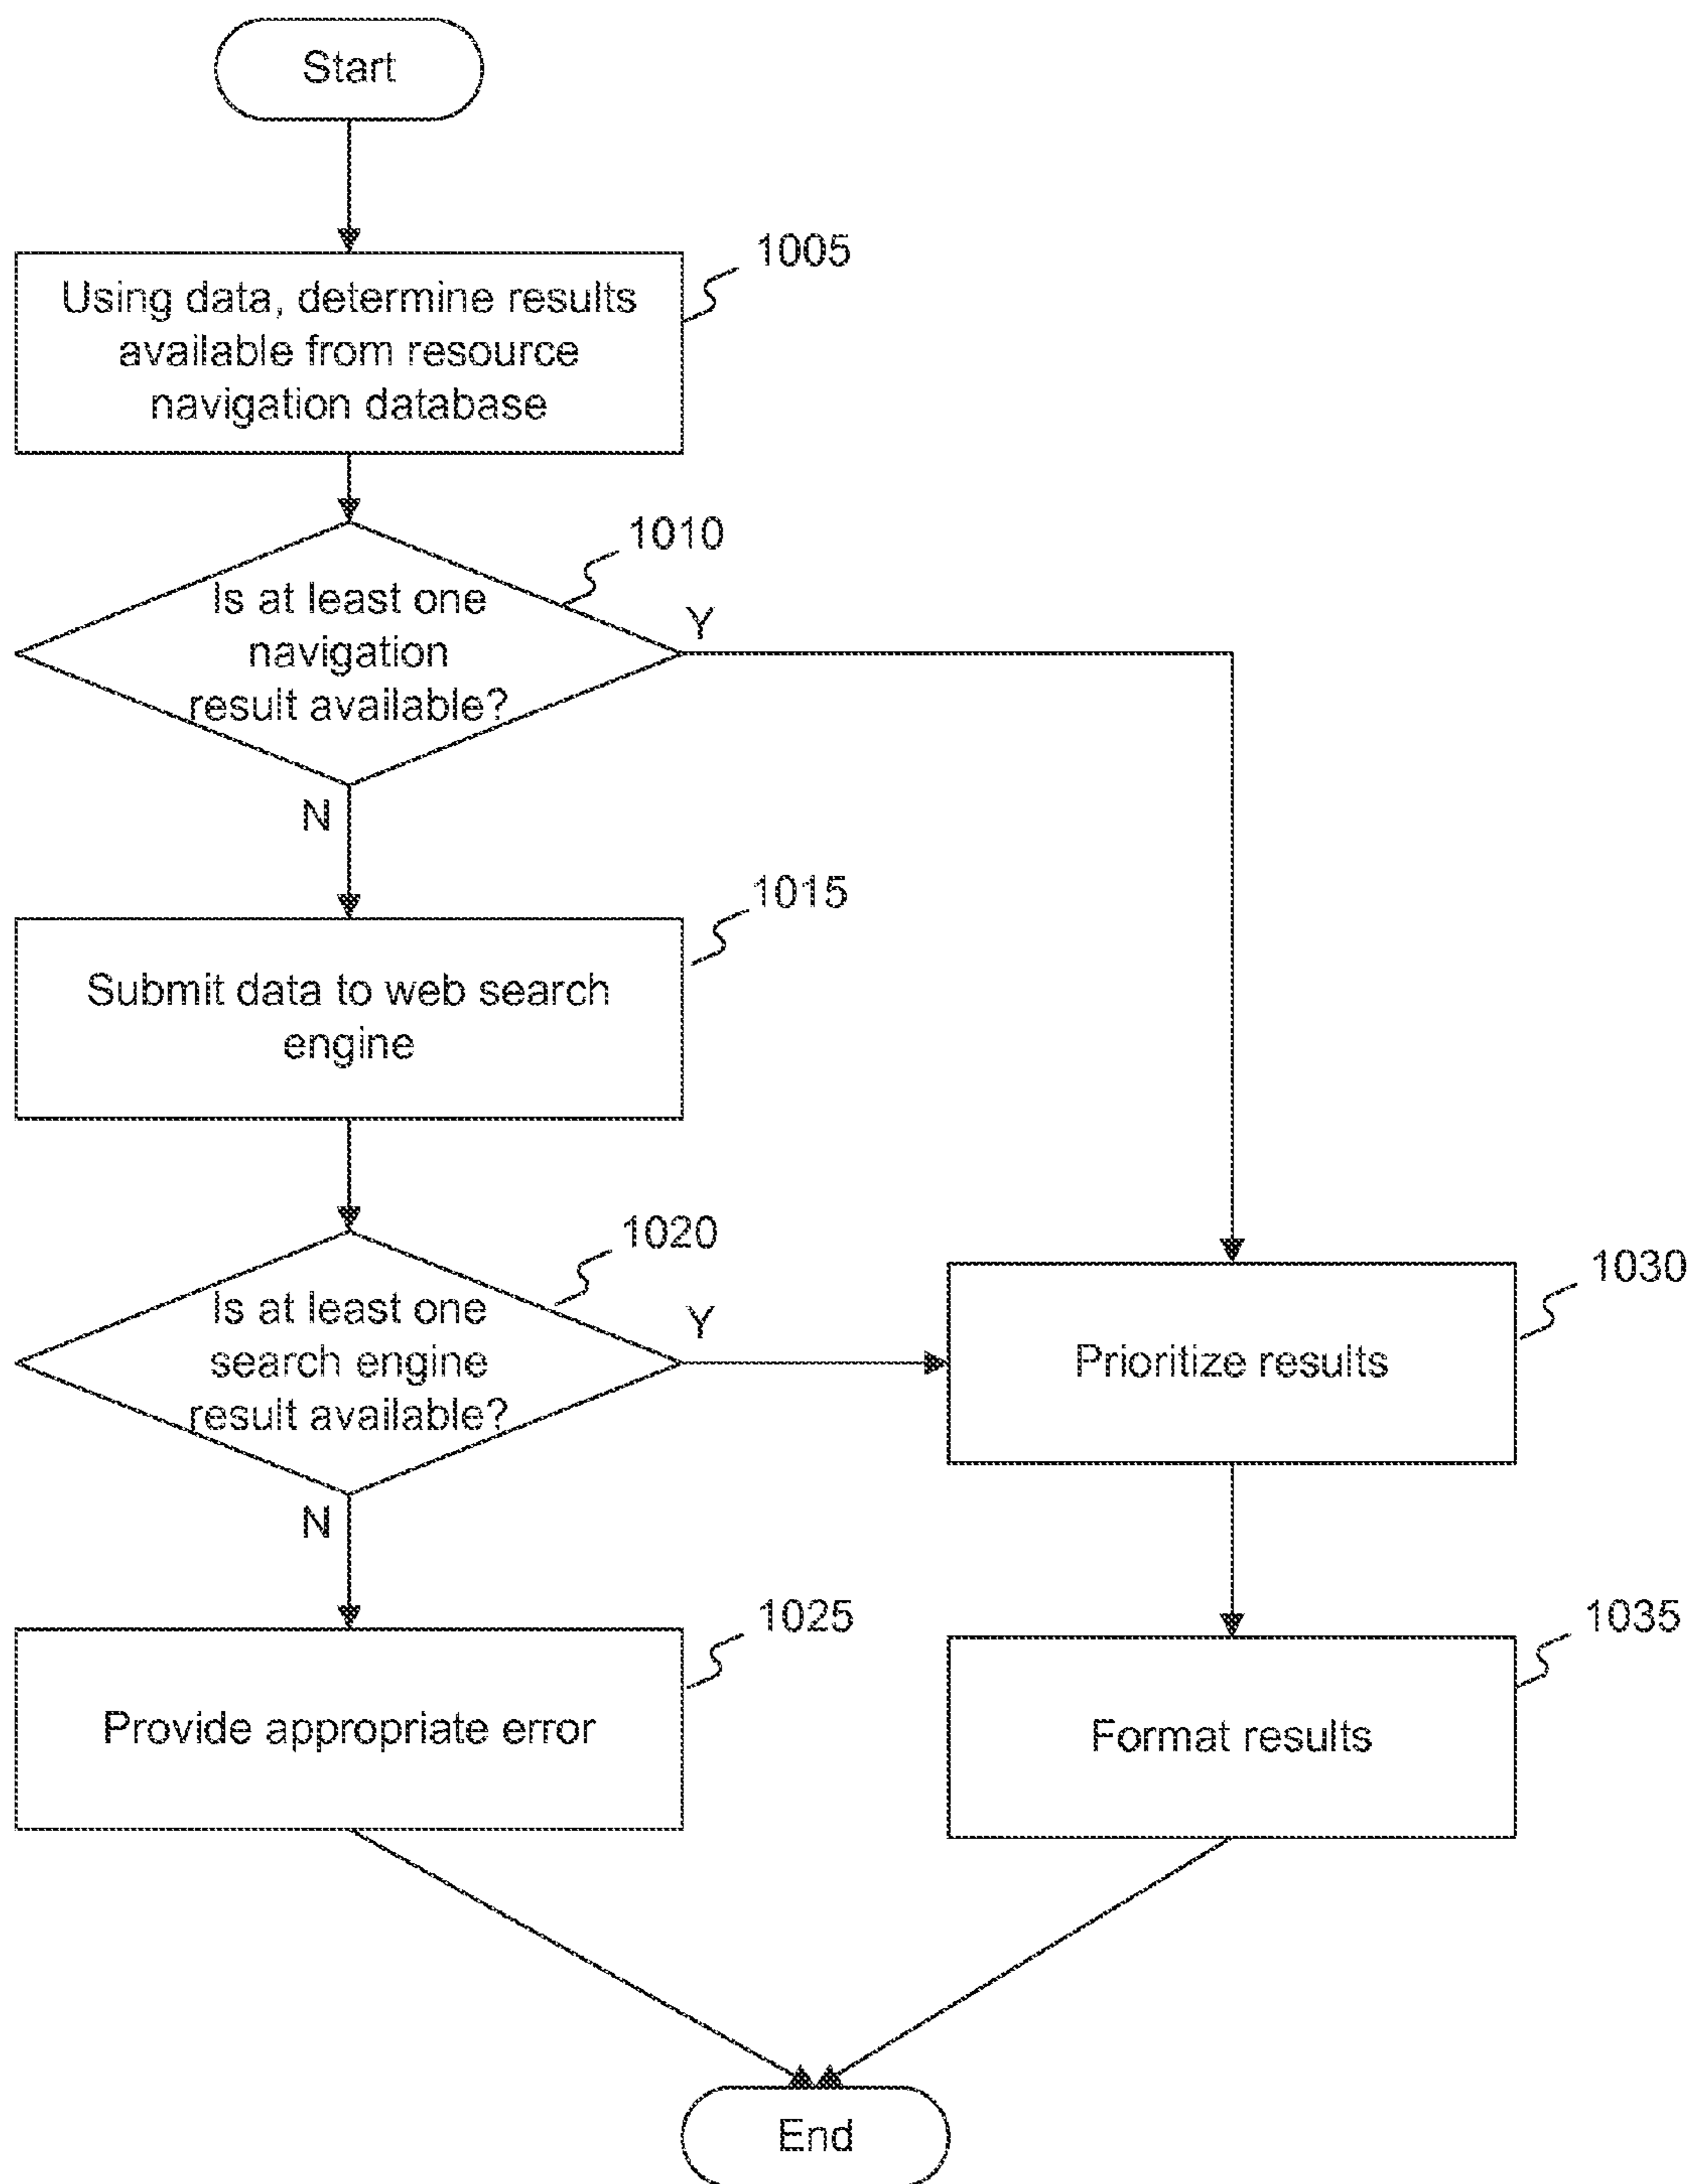 Start
1005
Using data, determine results
available from resource
navigation database
1010
Is at least one
navigation
result available?
Y
N
1015
Submit data to web search
engine
1020
Is at least one
search engine
result available?
Y
N
1030
Prioritize results
1025
Provide appropriate error
1035
Format results
End